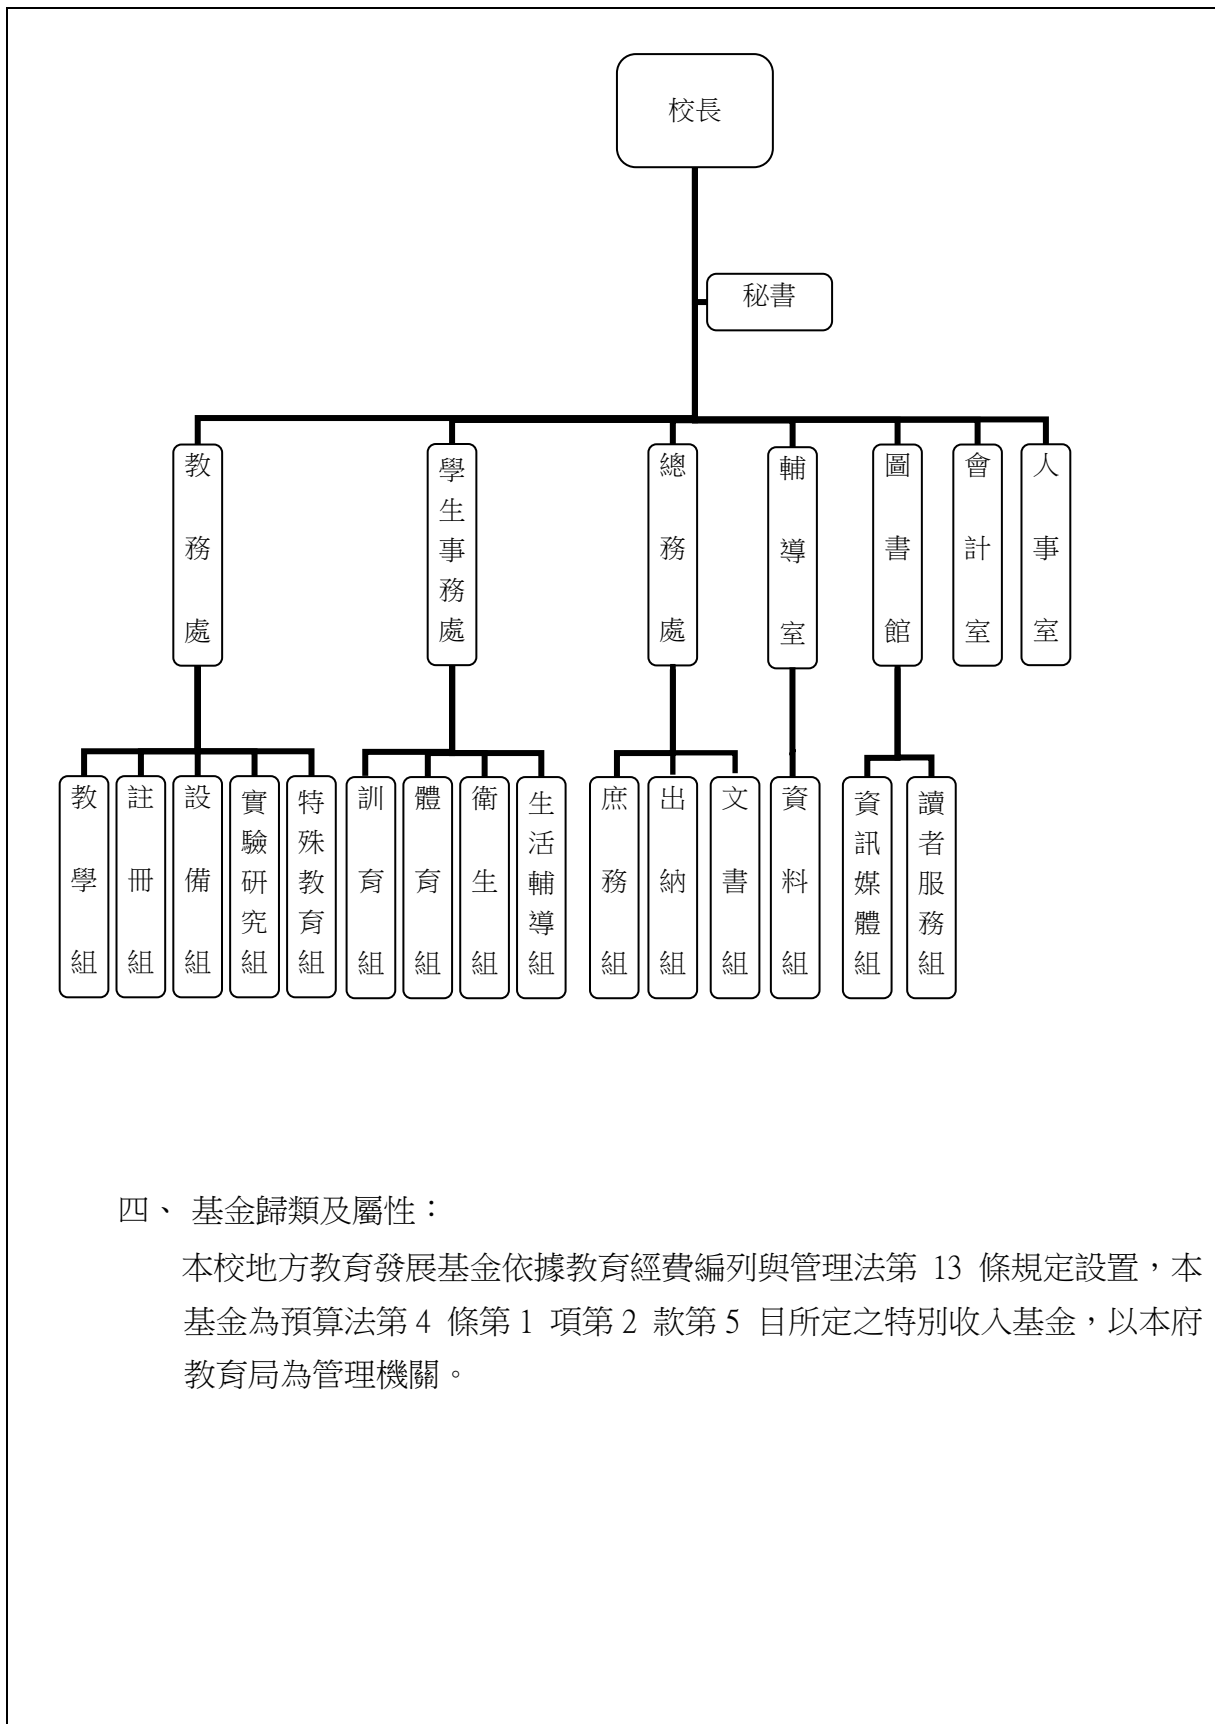 校長
秘書
教務處
學生事務處
總務處
輔導室
圖書館
會計室
人事室
教學組
註冊組
設備組
實驗研究組
特殊教育組
訓育組
體育組
衛生組
生活輔導組
庶務組
出納組
文書組
資料組
資訊媒體組
讀者服務組
四、 基金歸類及屬性：
本校地方教育發展基金依據教育經費編列與管理法第 13 條規定設置，本
基金為預算法第 4 條第 1 項第 2 款第 5 目所定之特別收入基金，以本府
教育局為管理機關。